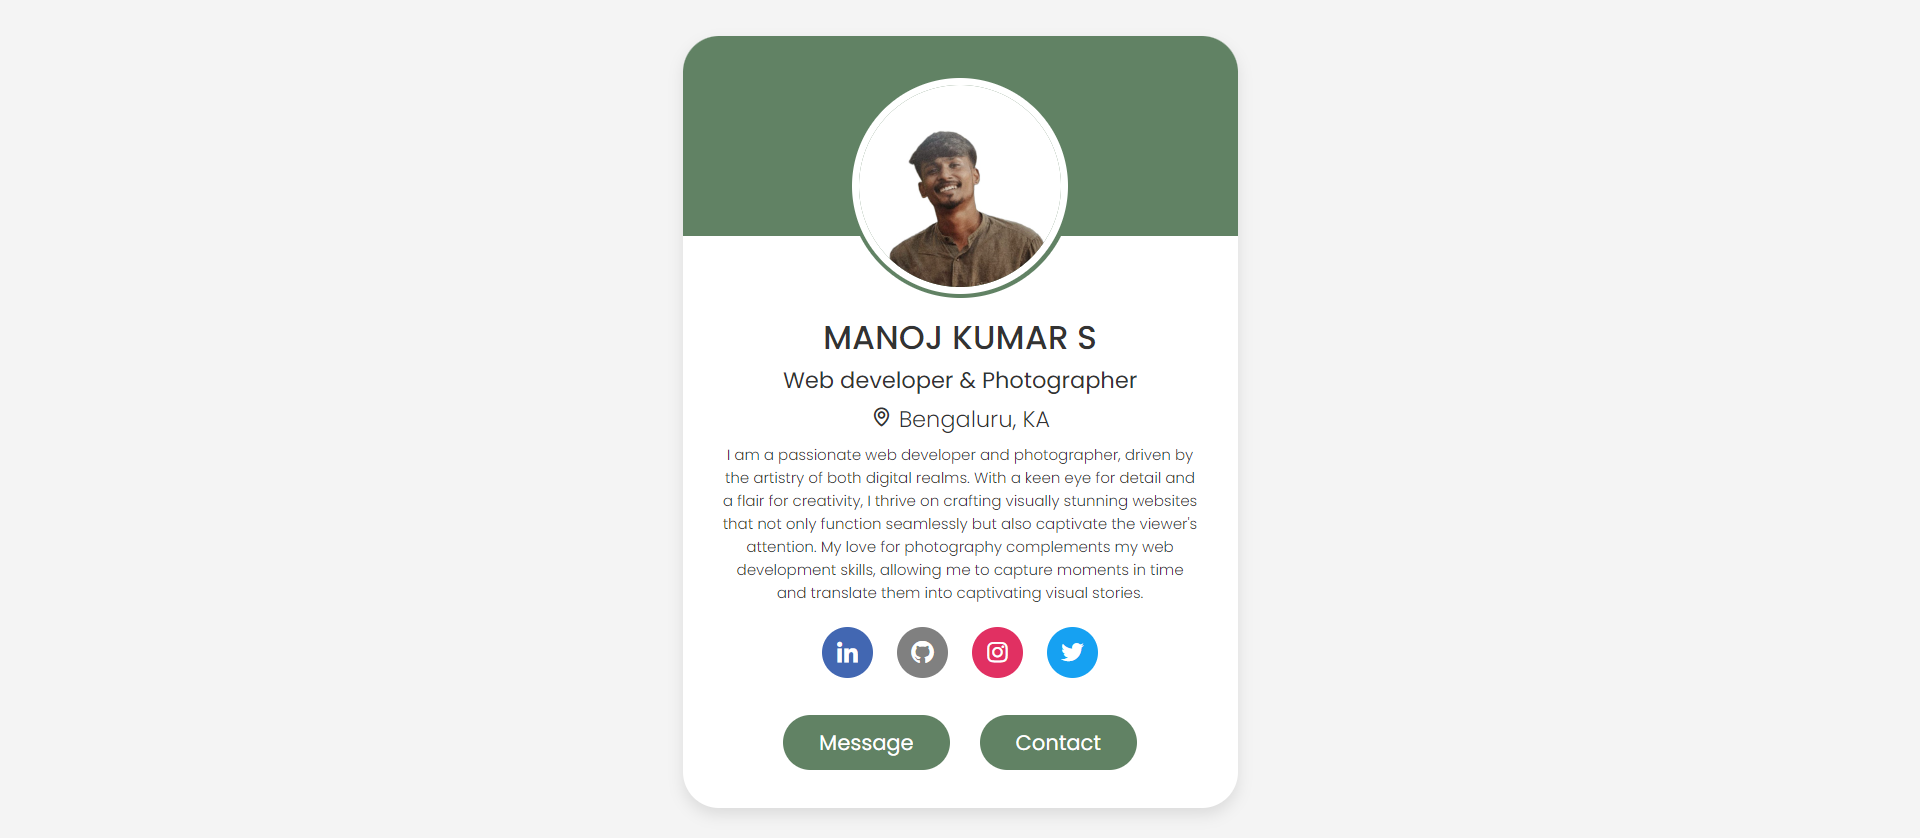 MANOJ KUMAR S
Web developer & Photographer
Bengaluru, KA
I am a passionate web developer and photographer, driven by
the artistry of both digital realms. With a keen eye for detail and
a flair for creativity, I thrive on crafting visually stunning websites
that not only function seamlessly but also captivate the viewer's
attention. My love for photography complements my web
development skills, allowing me to capture moments in time
and translate them into captivating visual stories.
in
Message Contact